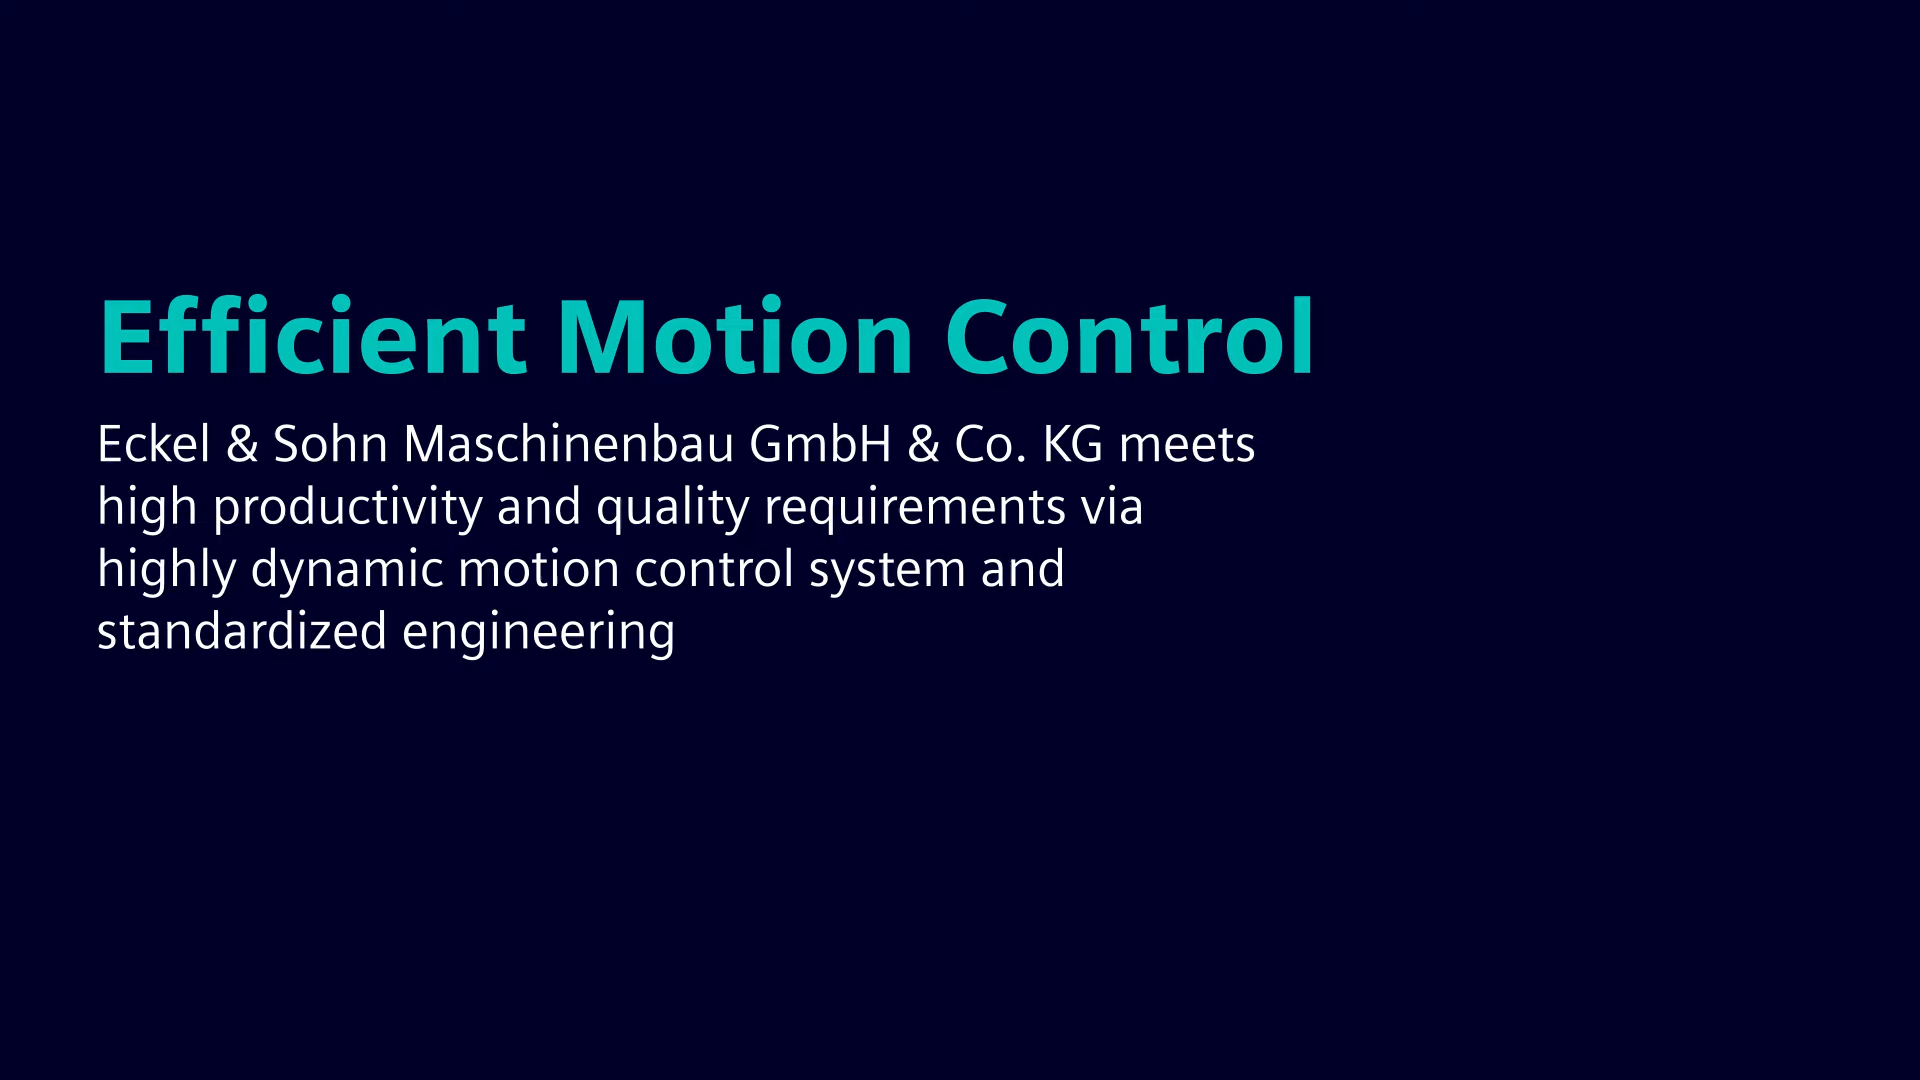 Efficient Motion Control
Eckel & Sohn Maschinenbau GmbH & Co. KG meets
high productivity and quality requirements via
highly dynamic motion control system and
standardized engineering